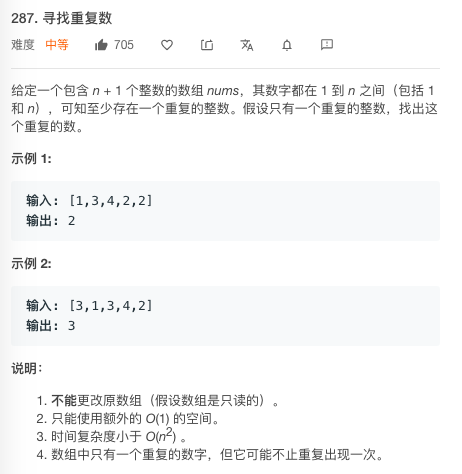 287. 寻找重复数
难度 中等 705
给定一个包含 n + 1 个整数的数组 nums，其数字都在 1 到 n 之间（包括 1
和 n），可知至少存在一个重复的整数。假设只有一个重复的整数，找出这
个重复的数。
示例 1:
输入: [1,3,4,2,2]
输出: 2
示例 2:
输入: [3,1,3,4,2]
输出: 3
说明：
1. 不能更改原数组（假设数组是只读的）。
2. 只能使用额外的 O(1) 的空间。
3. 时间复杂度小于 O(n²) 。
4. 数组中只有一个重复的数字，但它可能不止重复出现一次。